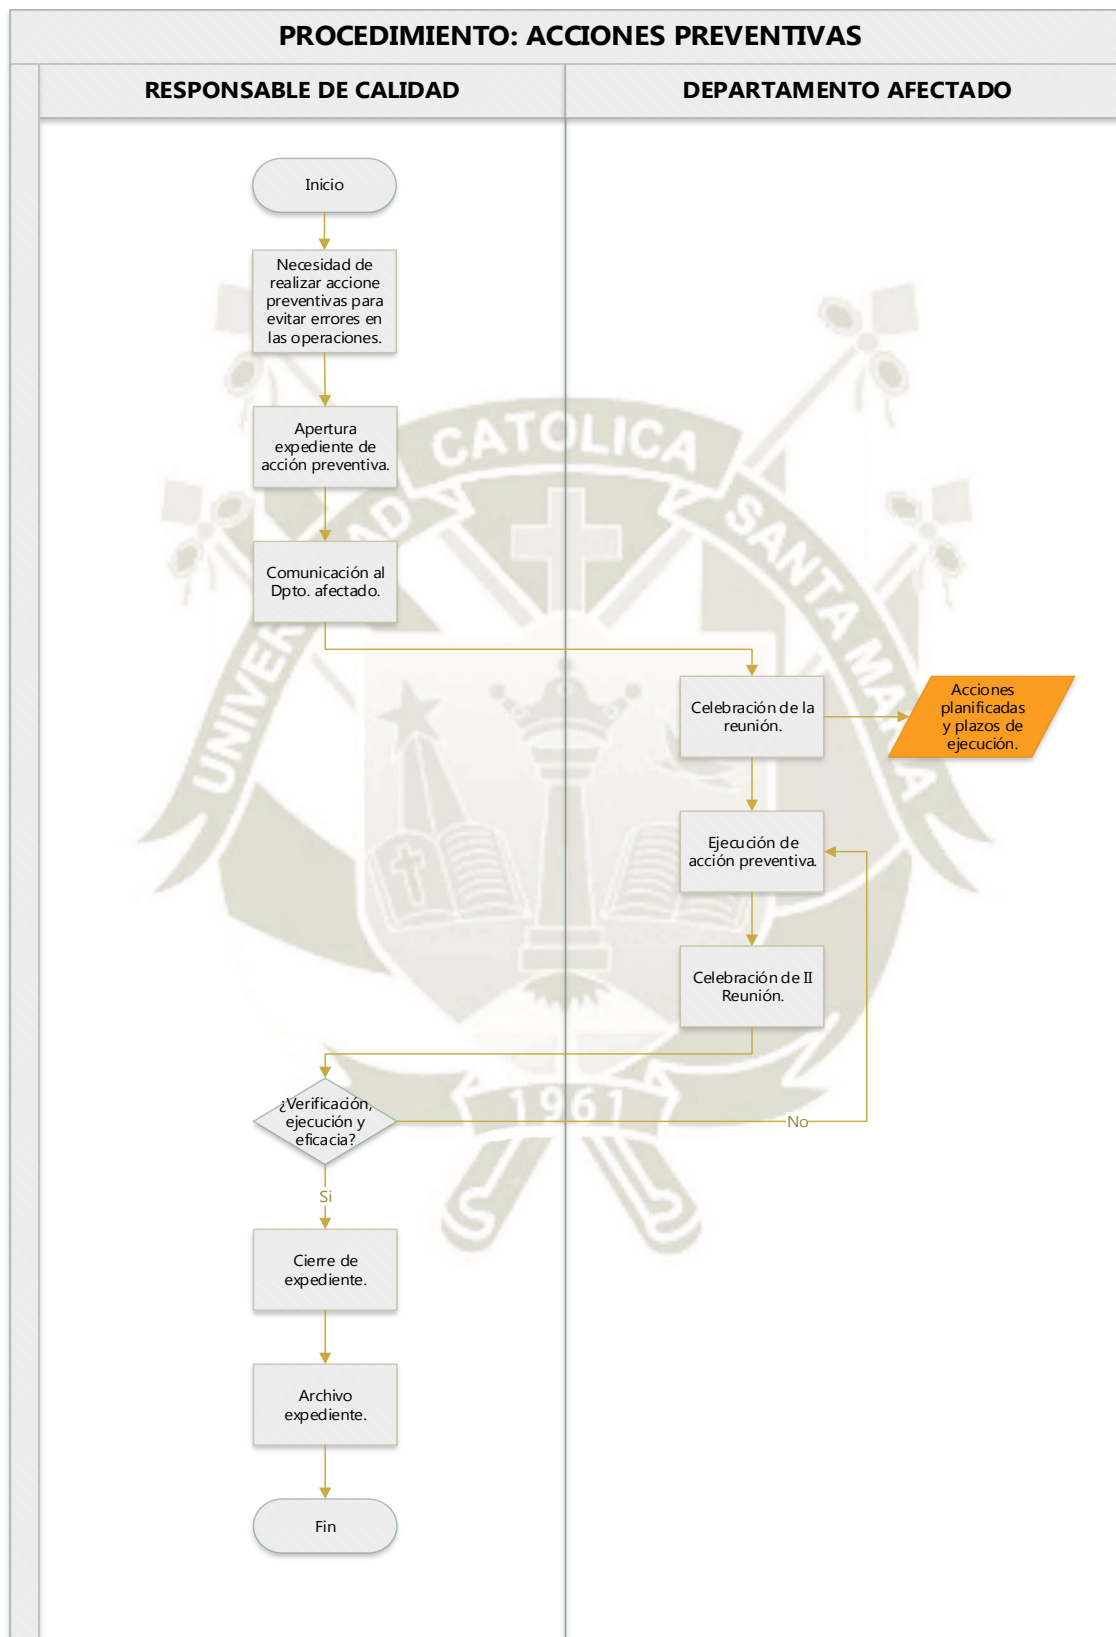 PROCEDIMIENTO: ACCIONES PREVENTIVAS
RESPONSABLE DE CALIDAD
DEPARTAMENTO AFECTADO
Inicio
Necesidad de
realizar accione
preventivas para
evitar errores en
las operaciones.
Apertura
expediente de
acción preventiva.
Comunicación al
Dpto. afectado.
Celebración de la
reunión.
Acciones
planificadas
y plazos de
ejecución.
Ejecución de
acción preventiva.
Celebración de II
Reunión.
¿Verificación,
ejecución y
eficacia?
No
Si
Cierre de
expediente.
Archivo
expediente.
Fin
UNIVERSIDAD CATOLICA SANTA MARIA
1961